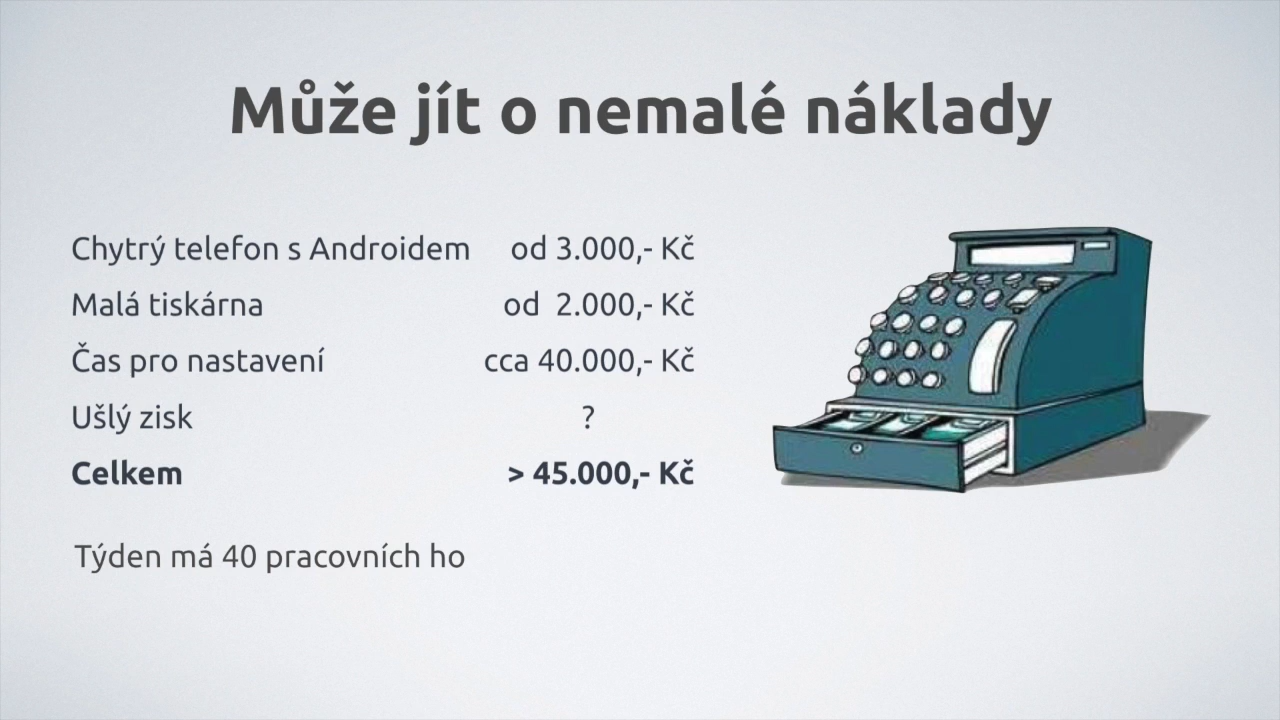 Může jít o nemalé náklady
Chytrý telefon s Androidem od 3.000,- Kč
Malá tiskárna od 2.000,- Kč
Čas pro nastavení cca 40.000,- Kč
Ušlý zisk ?
Celkem > 45.000,- Kč
Týden má 40 pracovních ho